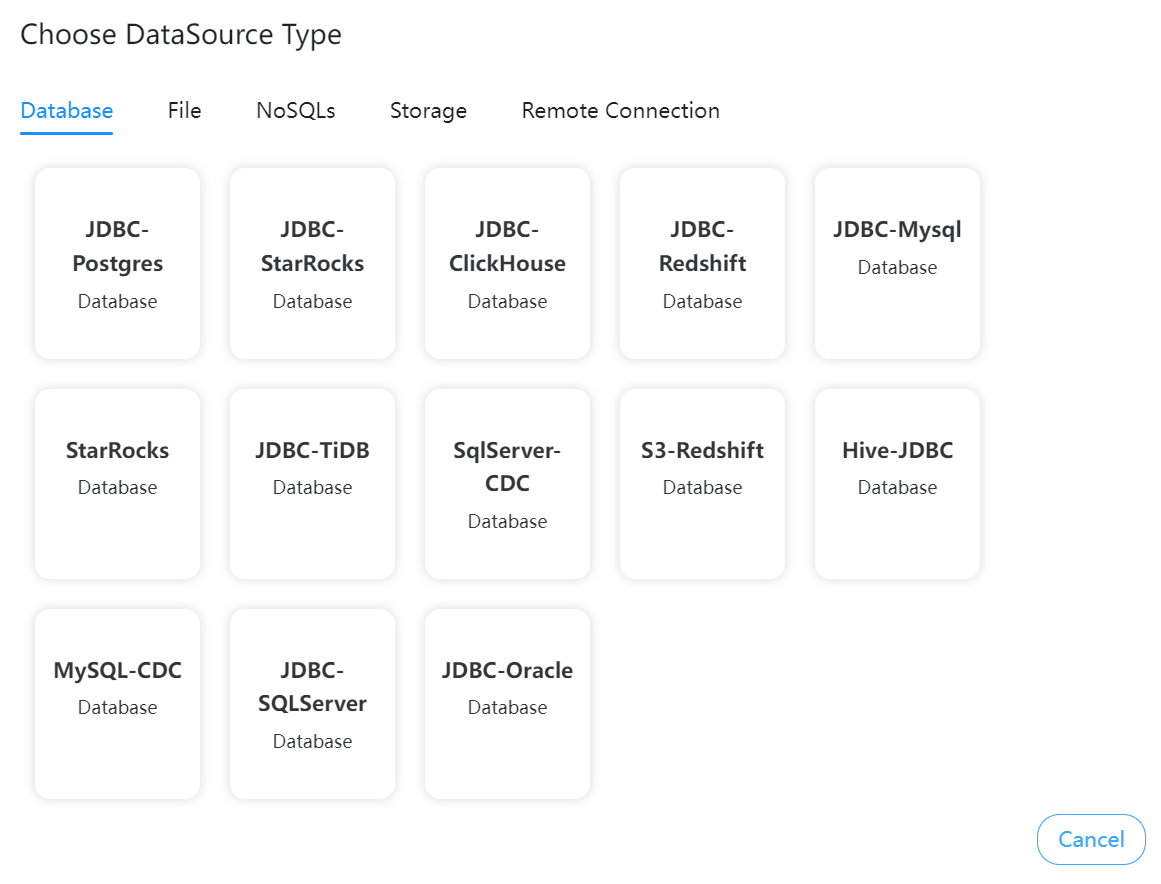 Choose DataSource Type
Database File NoSQLs Storage Remote Connection
JDBC-
Postgres
Database
JDBC-
StarRocks
Database
JDBC-
ClickHouse
Database
JDBC-
Redshift
Database
JDBC-Mysql
Database
StarRocks
Database
JDBC-TiDB
Database
SqlServer-
CDC
Database
S3-Redshift
Database
Hive-JDBC
Database
MySQL-CDC
Database
JDBC-
SQLServer
Database
JDBC-Oracle
Database
Cancel